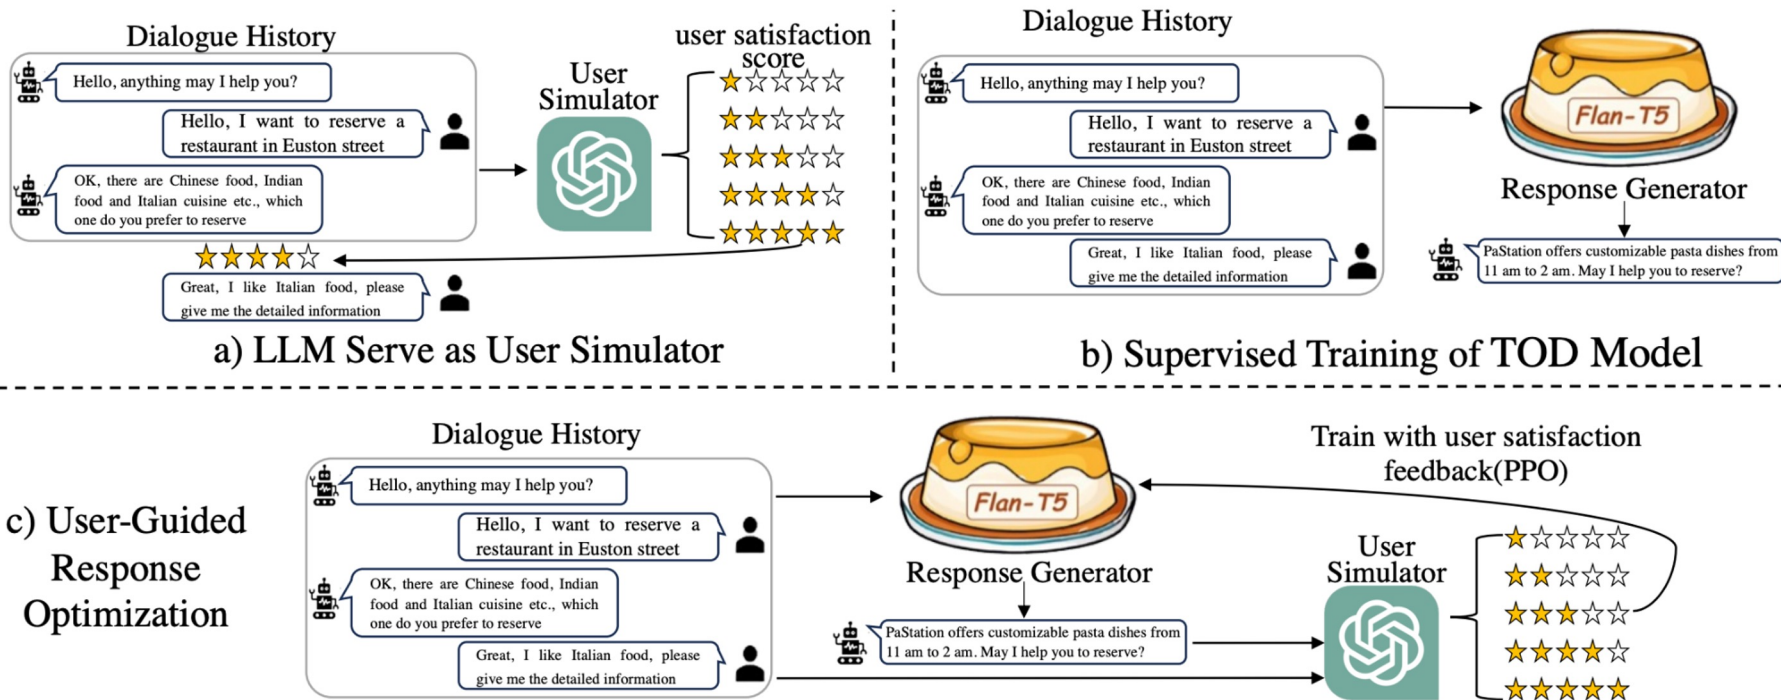 Dialogue History
Hello, anything may I help you?
Hello, I want to reserve a
restaurant in Euston street
OK, there are Chinese food, Indian
food and Italian cuisine etc., which
one do you prefer to reserve
User
Simulator
user satisfaction
score
Great, I like Italian food, please
give me the detailed information
a) LLM Serve as User Simulator
Dialogue History
Hello, anything may I help you?
Hello, I want to reserve a
restaurant in Euston street
OK, there are Chinese food, Indian
food and Italian cuisine etc., which
one do you prefer to reserve
Great, I like Italian food, please
give me the detailed information
Flan-T5
Response Generator
PaStation offers customizable pasta dishes from
11 am to 2 am. May I help you to reserve?
b) Supervised Training of TOD Model
c) User-Guided
Response
Optimization
Dialogue History
Hello, anything may I help you?
Hello, I want to reserve a
restaurant in Euston street
OK, there are Chinese food, Indian
food and Italian cuisine etc., which
one do you prefer to reserve
Great, I like Italian food, please
give me the detailed information
Flan-T5
Response Generator
PaStation offers customizable pasta dishes from
11 am to 2 am. May I help you to reserve?
Train with user satisfaction
feedback(PPO)
User
Simulator